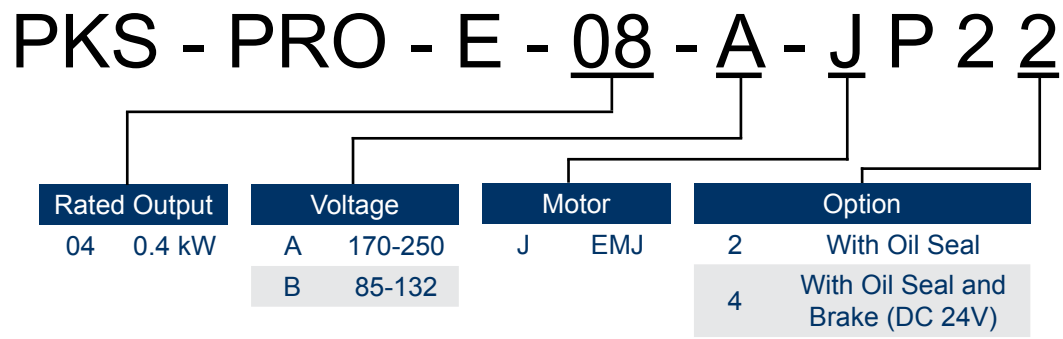 PKS - PRO - E - 08 - A - J P 2 2
Rated Output
04 0.4 kW
Voltage
A 170-250
B 85-132
Motor
J EMJ
Option
2 With Oil Seal
4 With Oil Seal and
Brake (DC 24V)